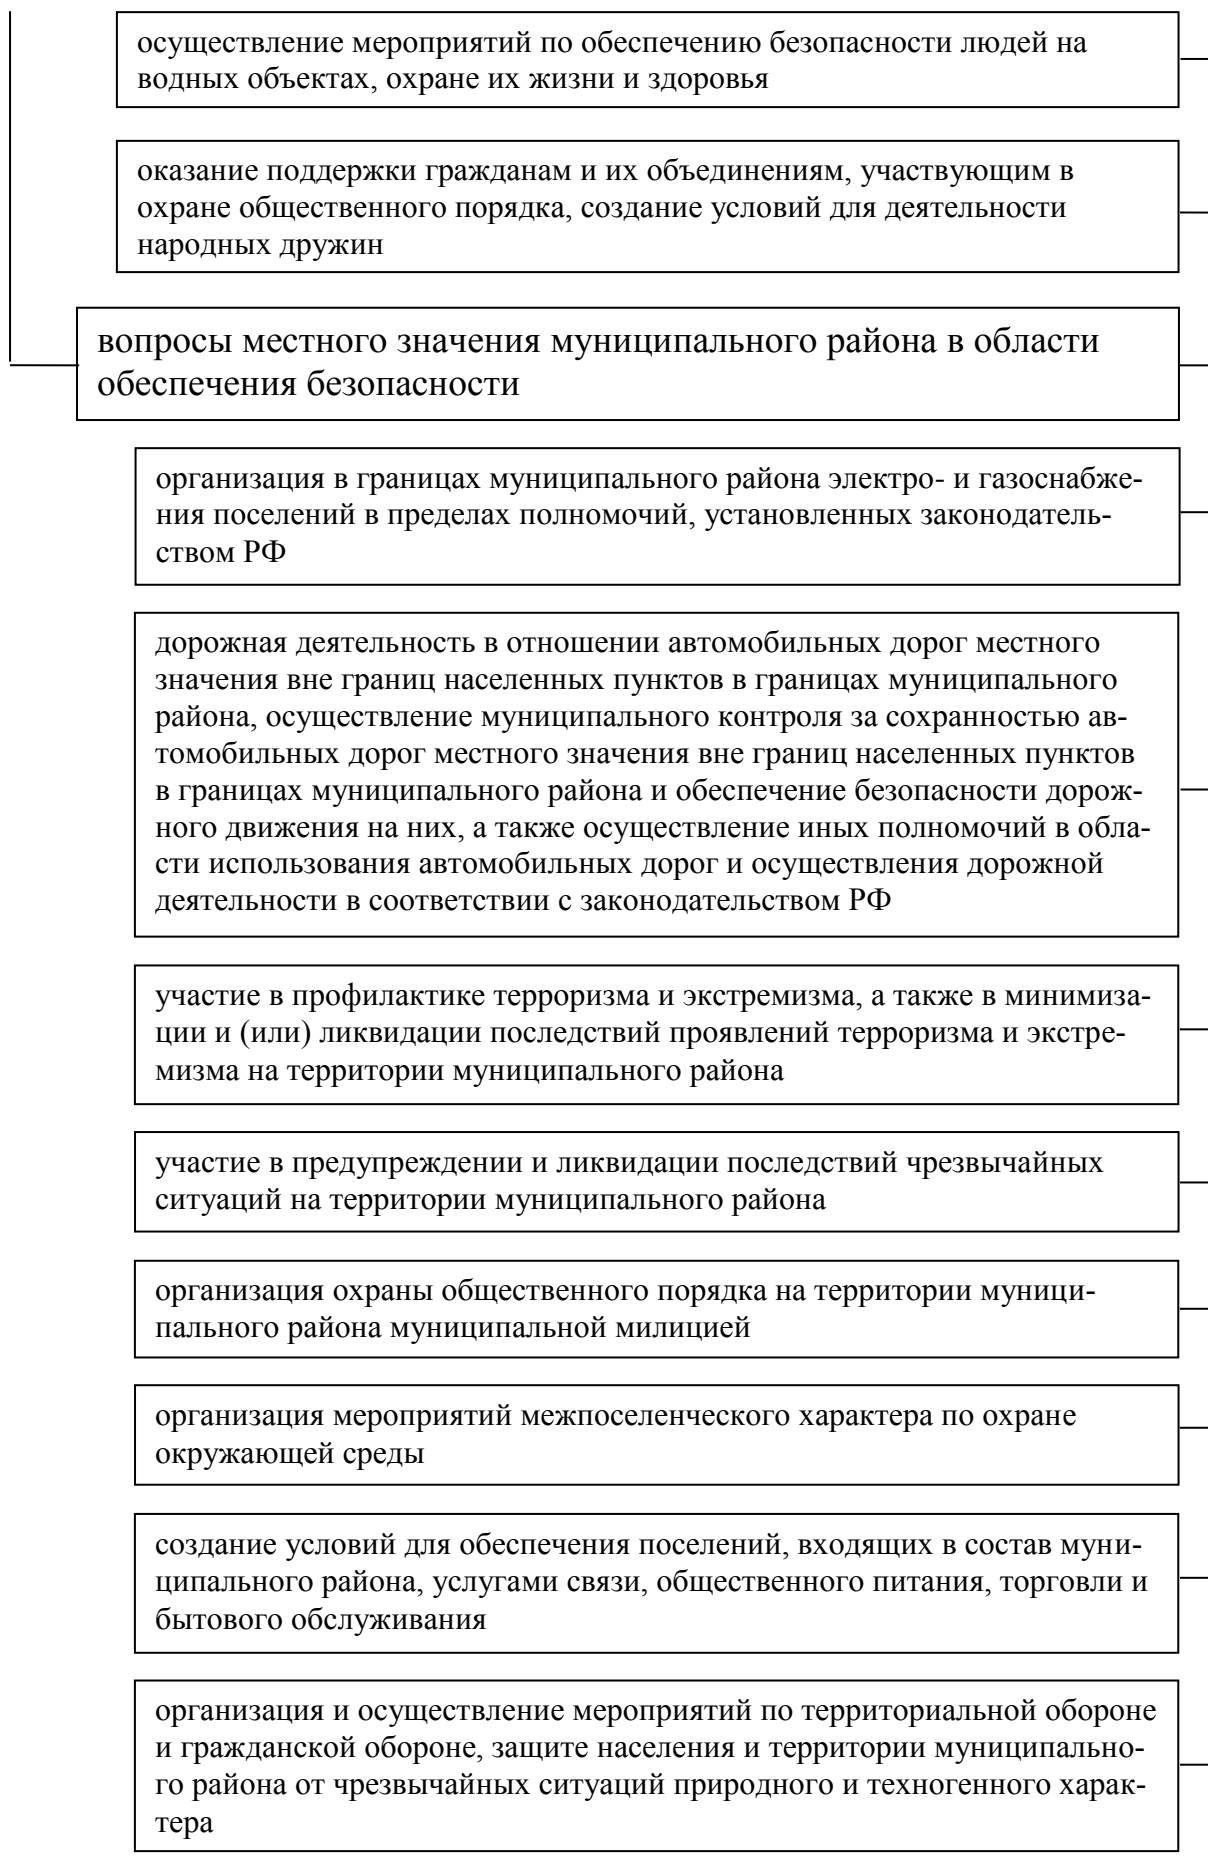 осуществление мероприятий по обеспечению безопасности людей на
водных объектах, охране их жизни и здоровья
оказание поддержки гражданам и их объединениям, участвующим в
охране общественного порядка, создание условий для деятельности
народных дружин
вопросы местного значения муниципального района в области
обеспечения безопасности
организация в границах муниципального района электро- и газоснабже-
ния поселений в пределах полномочий, установленных законодатель-
ством РФ
дорожная деятельность в отношении автомобильных дорог местного
значения вне границ населенных пунктов в границах муниципального
района, осуществление муниципального контроля за сохранностью ав-
томобильных дорог местного значения вне границ населенных пунктов
в границах муниципального района и обеспечение безопасности дорож-
ного движения на них, а также осуществление иных полномочий в обла-
сти использования автомобильных дорог и осуществления дорожной
деятельности в соответствии с законодательством РФ
участие в профилактике терроризма и экстремизма, а также в минимиза-
ции и (или) ликвидации последствий проявлений терроризма и экстре-
мизма на территории муниципального района
участие в предупреждении и ликвидации последствий чрезвычайных
ситуаций на территории муниципального района
организация охраны общественного порядка на территории муници-
пального района муниципальной милицией
организация мероприятий межпоселенческого характера по охране
окружающей среды
создание условий для обеспечения поселений, входящих в состав муни-
ципального района, услугами связи, общественного питания, торговли и
бытового обслуживания
организация и осуществление мероприятий по территориальной обороне
и гражданской обороне, защите населения и территории муниципально-
го района от чрезвычайных ситуаций природного и техногенного харак-
тера